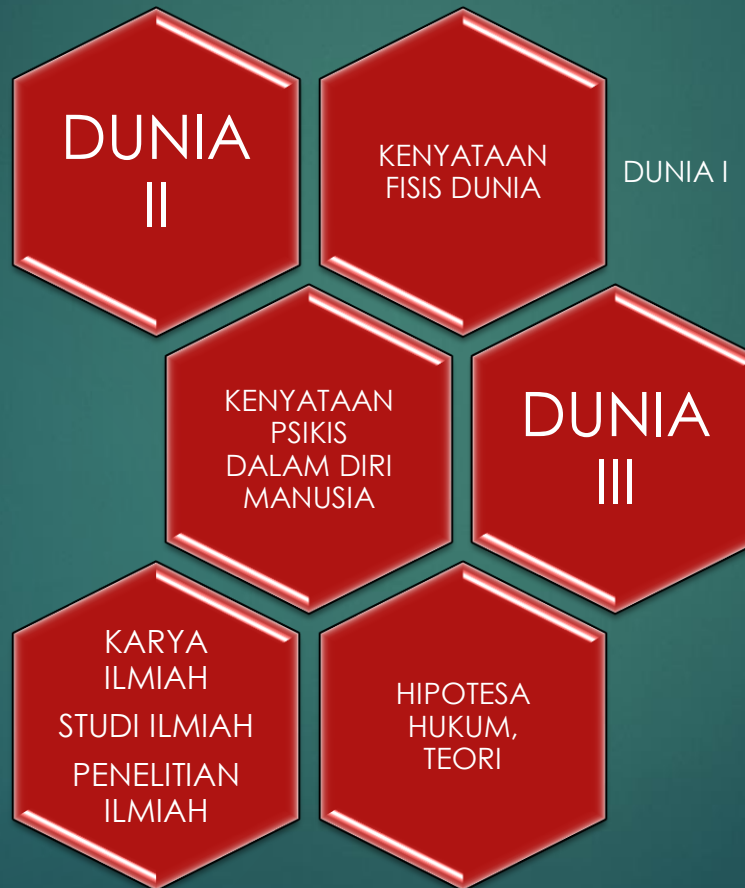 DUNIA
II
KENYATAAN
FISIS DUNIA
DUNIA I
KENYATAAN
PSIKIS
DALAM DIRI
MANUSIA
DUNIA
III
KARYA
ILMIAH
STUDI ILMIAH
PENELITIAN
ILMIAH
HIPOTESA
HUKUM,
TEORI